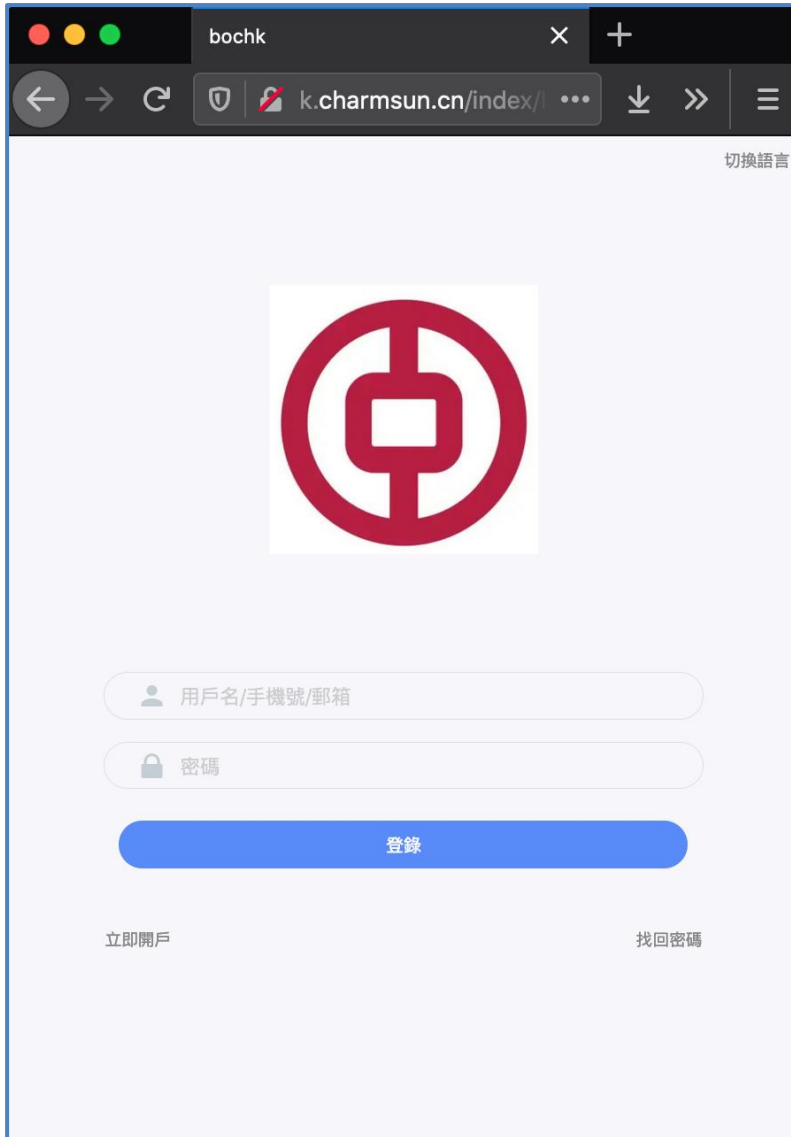 bochk
k.charmsun.cn/index/
切換語言
用戶名/手機號/郵箱
密碼
登錄
立即開戶
找回密碼